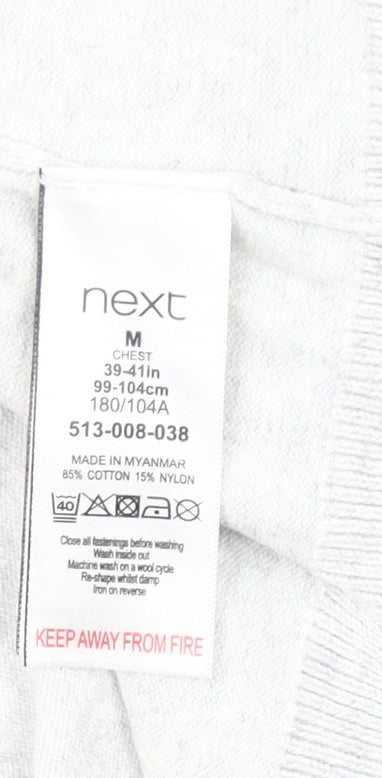 next
M
CHEST
39-41in
99-104cm
180/104A
513-008-038
MADE IN MYANMAR
85% COTTON 15% NYLON
40
Close all fastenings before washing
Wash inside out
Machine wash on a wool cycle
Re-shape whilst damp
Iron on reverse
KEEP AWAY FROM FIRE